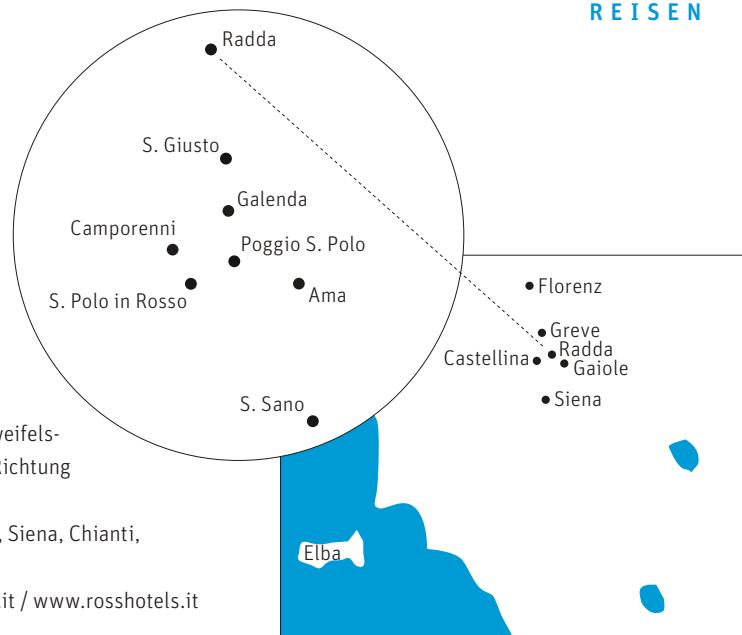 REISEN
Radda
S. Giusto
Galenda
Camporenni
Poggio S. Polo
S. Polo in Rosso
Ama
S. Sano
Florenz
Greve
Radda
Castellina
Gaiole
Siena
Elba
Richtung
, Siena, Chianti,
/ www.rosshotels.it